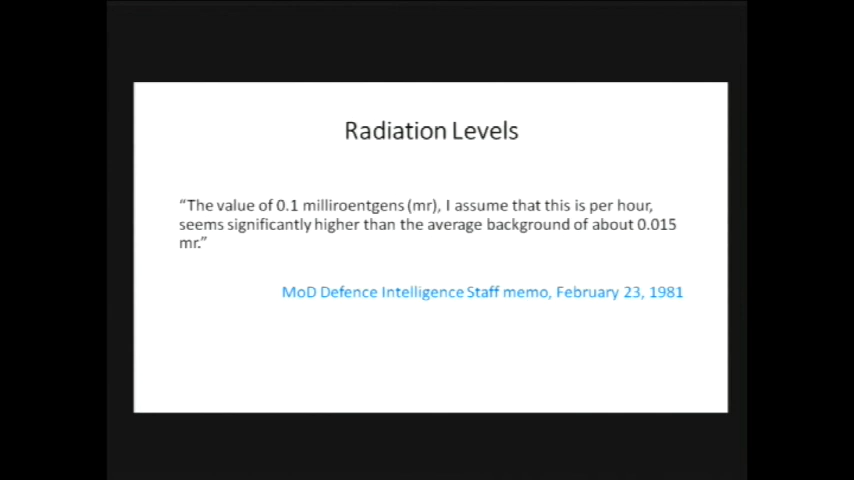 Radiation Levels
“The value of 0.1 milliroentgens (mr), I assume that this is per hour,
seems significantly higher than the average background of about 0.015
mr.”
MoD Defence Intelligence Staff memo, February 23, 1981